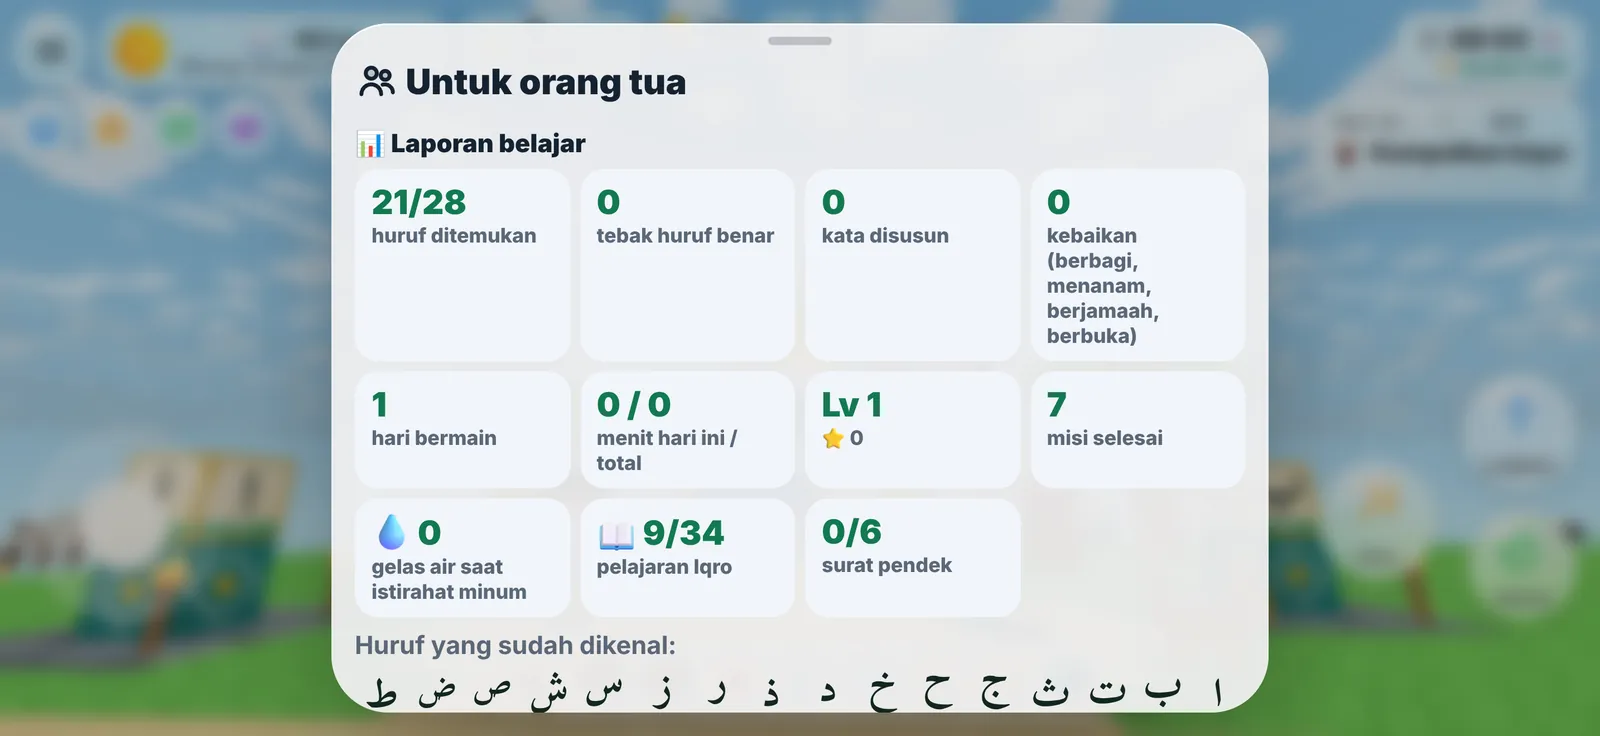 Untuk orang tua
📊 Laporan belajar
21/28
huruf ditemukan
0
tebak huruf benar
0
kata disusun
0
kebaikan
(berbagi,
menanam,
berjamaah,
berbuka)
1
hari bermain
0 / 0
menit hari ini /
total
Lv 1
⭐ 0
7
misi selesai
💧 0
gelas air saat
istirahat minum
📖 9/34
pelajaran Iqro
0/6
surat pendek
Huruf yang sudah dikenal:
ا ب ت ث ج ح خ د ذ ر ز س ش ص ض ط